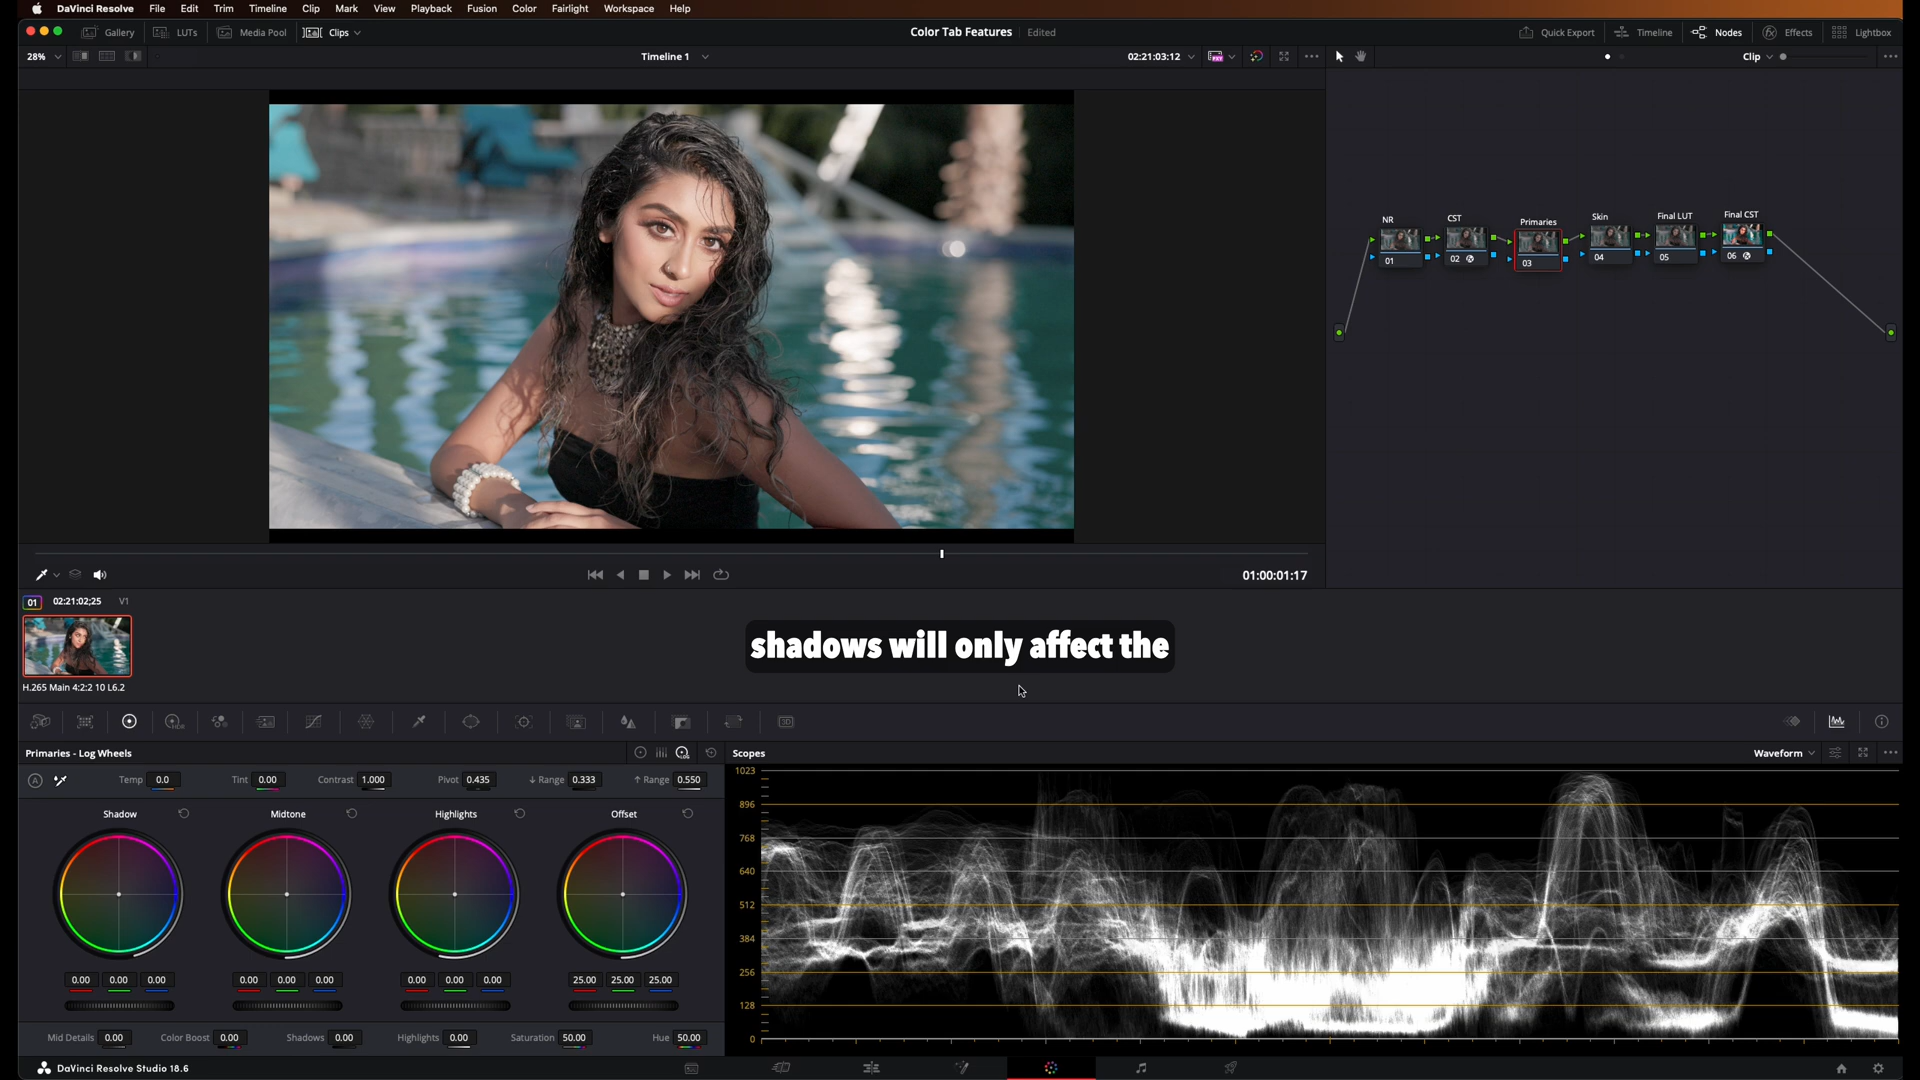 DaVinci Resolve File Edit Trim Timeline Clip Mark View Playback Fusion Color Fairlight Workspace Help
Gallery LUTs Media Pool Clips Color Tab Features Edited Quick Export Timeline Nodes Effects Lightbox
28% Timeline 1 02:21:03:12 Clip
NR CST Primaries Skin Final LUT Final CST
01 02 03 04 05 06
01:00:01:17
01 02:21:02;25 V1
shadows will only affect the
H.265 Main 4:2:2 10 L6.2
HDR
3D
Primaries - Log Wheels
LOG
Scopes Waveform
A Temp 0.0 Tint 0.00 Contrast 1.000 Pivot 0.435 ↓ Range 0.333 ↑ Range 0.550
Shadow Midtone Highlights Offset
1023
896
768
640
512
384
256
128
0
0.00 0.00 0.00 0.00 0.00 0.00 0.00 0.00 0.00 25.00 25.00 25.00
Mid Details 0.00 Color Boost 0.00 Shadows 0.00 Highlights 0.00 Saturation 50.00 Hue 50.00
DaVinci Resolve Studio 18.6